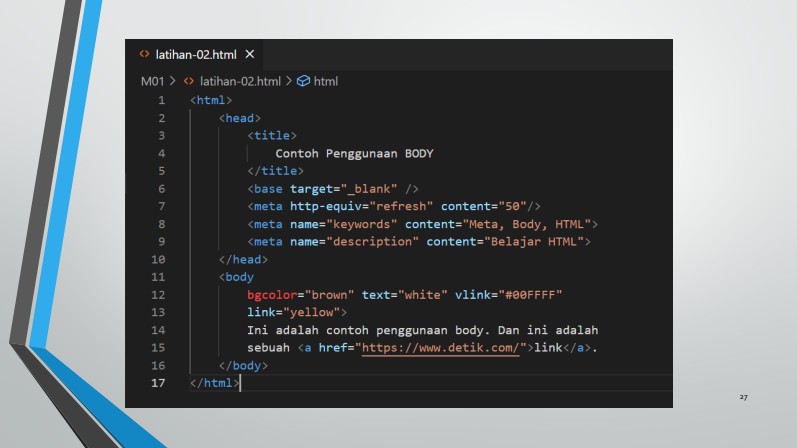 latihan-02.html
M01 > latihan-02.html > html
1 <html>
2 <head>
3 <title>
4 Contoh Penggunaan BODY
5 </title>
6 <base target="_blank" />
7 <meta http-equiv="refresh" content="50"/>
8 <meta name="keywords" content="Meta, Body, HTML">
9 <meta name="description" content="Belajar HTML">
10 </head>
11 <body
12 bgcolor="brown" text="white" vlink="#00FFFF"
13 link="yellow">
14 Ini adalah contoh penggunaan body. Dan ini adalah
15 sebuah <a href="https://www.detik.com/">link</a>.
16 </body>
17 </html>
27